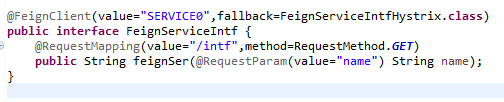 @FeignClient(value="SERVICE0",fallback=FeignServiceIntfHystrix.class)
public interface FeignServiceIntf {
    @RequestMapping(value="/intf",method=RequestMethod.GET)
    public String feignSer(@RequestParam(value="name") String name);
}